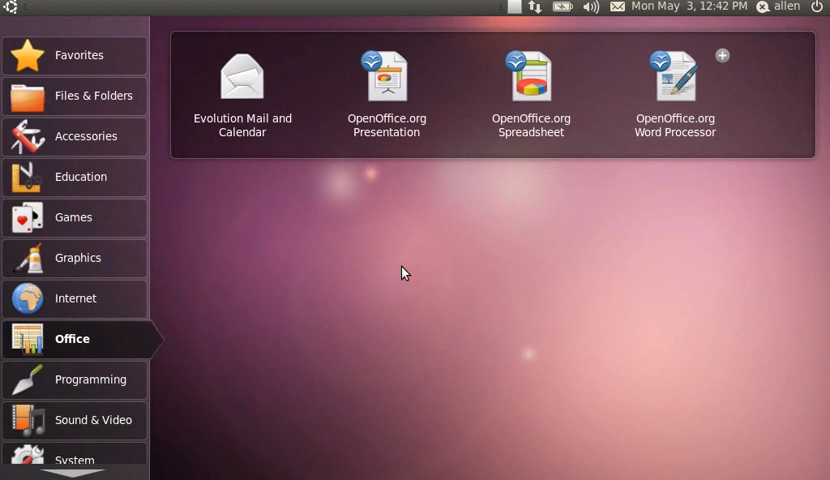 Mon May 3, 12:42 PM allen
Favorites
Files & Folders
Accessories
Education
Games
Graphics
Internet
Office
Programming
Sound & Video
System
Evolution Mail and
Calendar
OpenOffice.org
Presentation
OpenOffice.org
Spreadsheet
OpenOffice.org
Word Processor